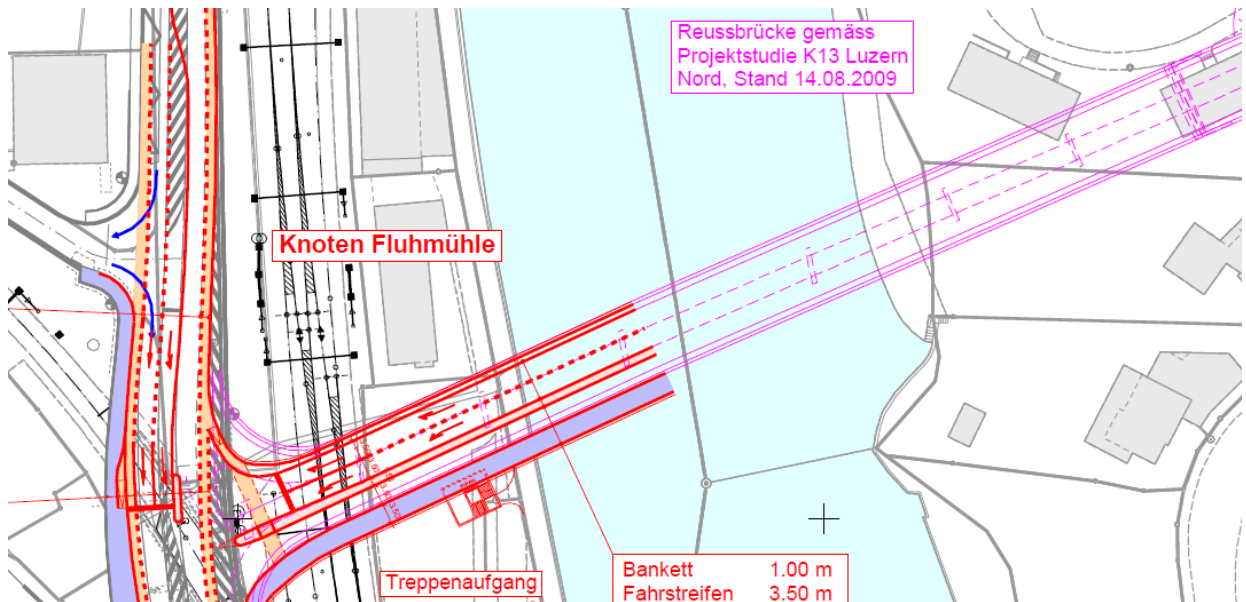 Reussbrücke gemäss
Projektstudie K13 Luzern
Nord, Stand 14.08.2009
Knoten Fluhmühle
Treppenaufgang
Bankett 1.00 m
Fahrstreifen 3.50 m